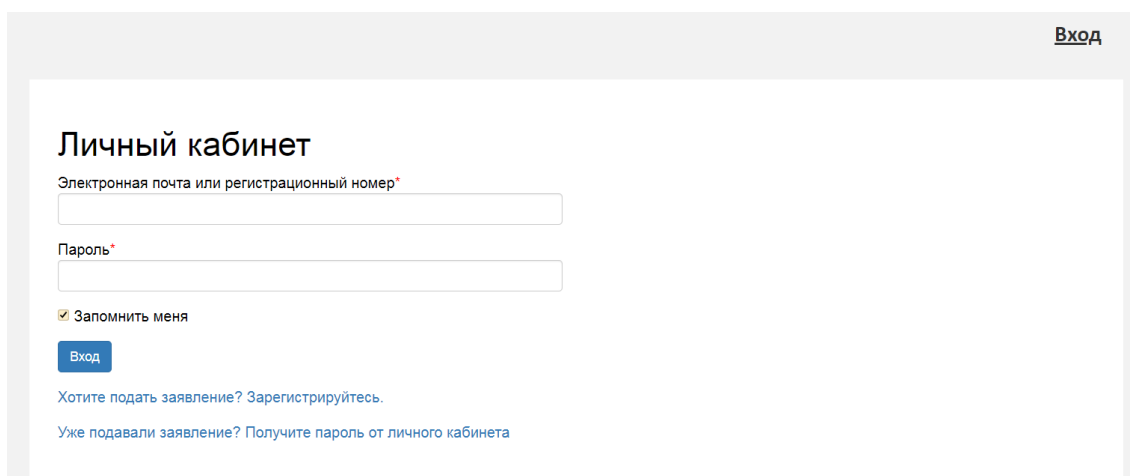 Вход
Личный кабинет
Электронная почта или регистрационный номер*
Пароль*
Запомнить меня
Вход
Хотите подать заявление? Зарегистрируйтесь.
Уже подавали заявление? Получите пароль от личного кабинета